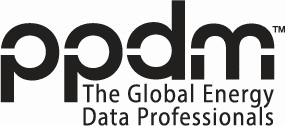 ppdm™
The Global Energy
Data Professionals